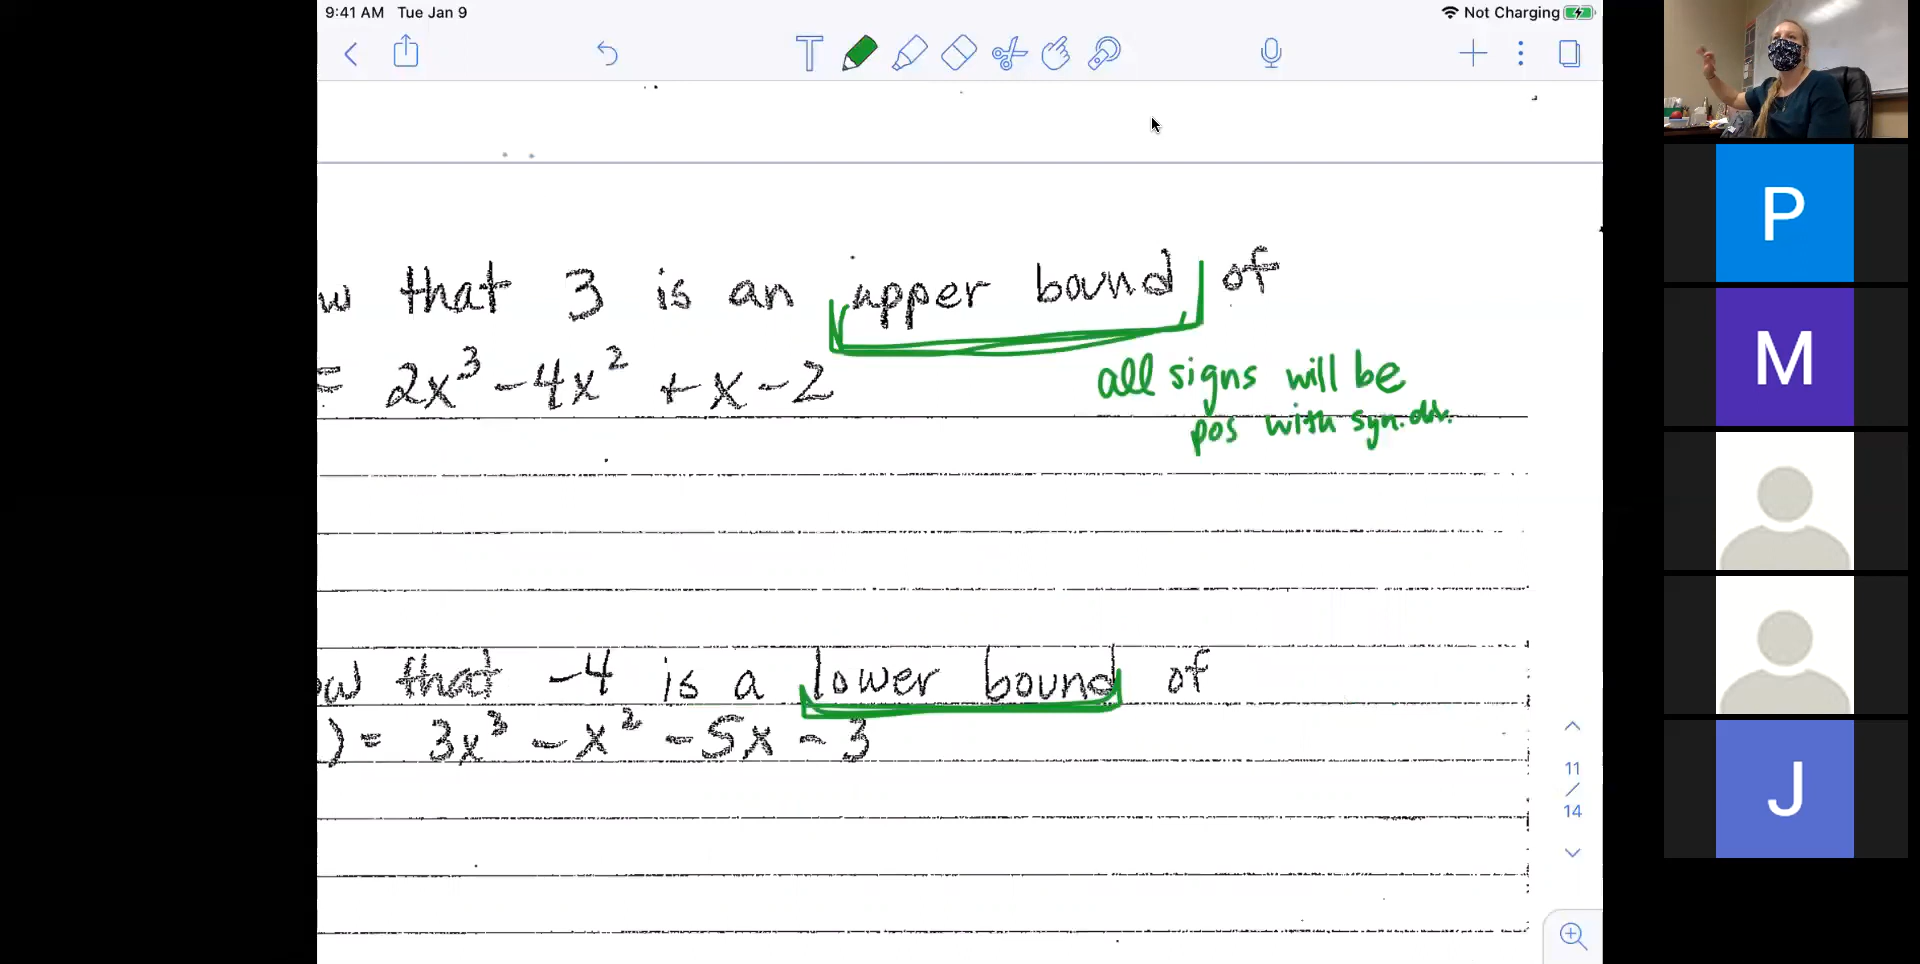 9:41 AM Tue Jan 9
Not Charging
T
w that 3 is an upper bound of
= 2x³ - 4x² + x - 2
all signs will be
pos with syn. div.
ow that -4 is a lower bound of
) = 3x³ - x² - 5x - 3
11
/
14
P
M
J